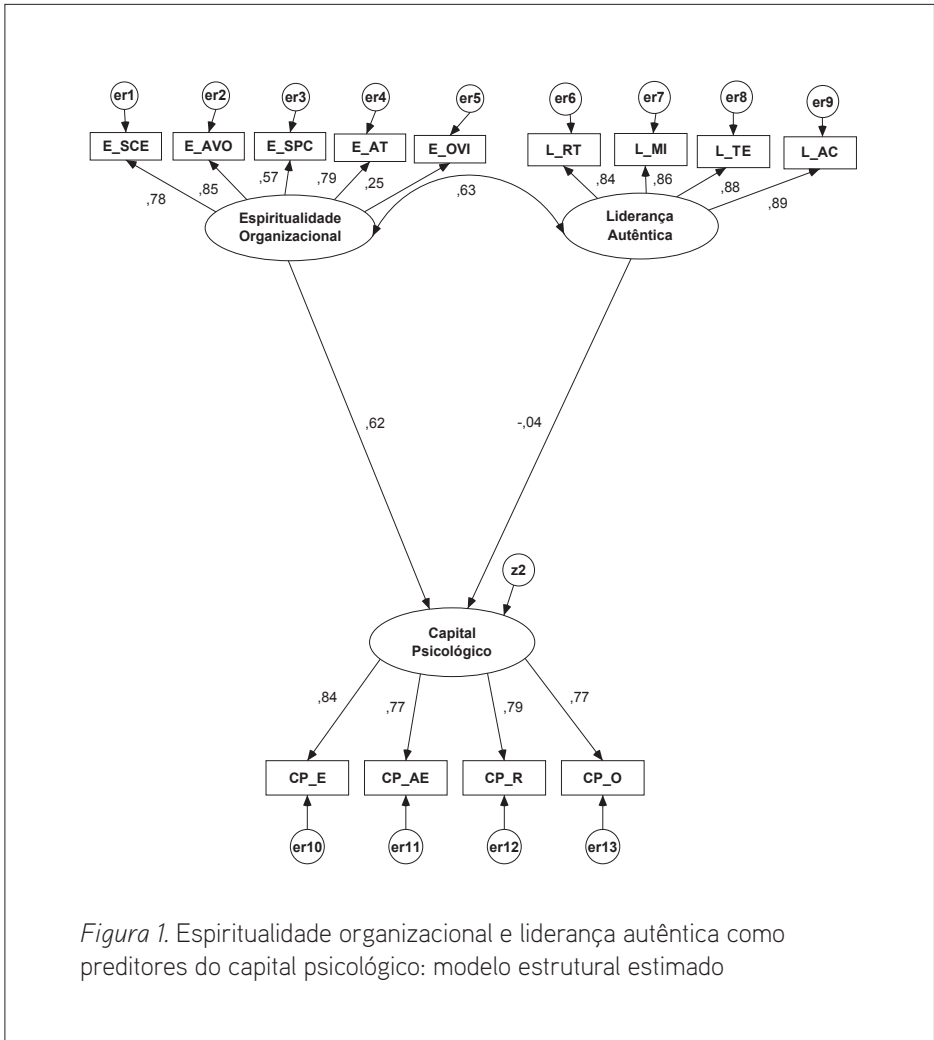 er1 er2 er3 er4 er5 er6 er7 er8 er9
E_SCE E_AVO E_SPC E_AT E_OVI L_RT L_MI L_TE L_AC
,78 ,85 ,57 ,79 ,25 ,63 ,84 ,86 ,88 ,89
Espiritualidade
Organizacional
Liderança
Autêntica
,62 -,04
z2
Capital
Psicológico
,84 ,77 ,79 ,77
CP_E CP_AE CP_R CP_O
er10 er11 er12 er13
Figura 1. Espiritualidade organizacional e liderança autêntica como
preditores do capital psicológico: modelo estrutural estimado